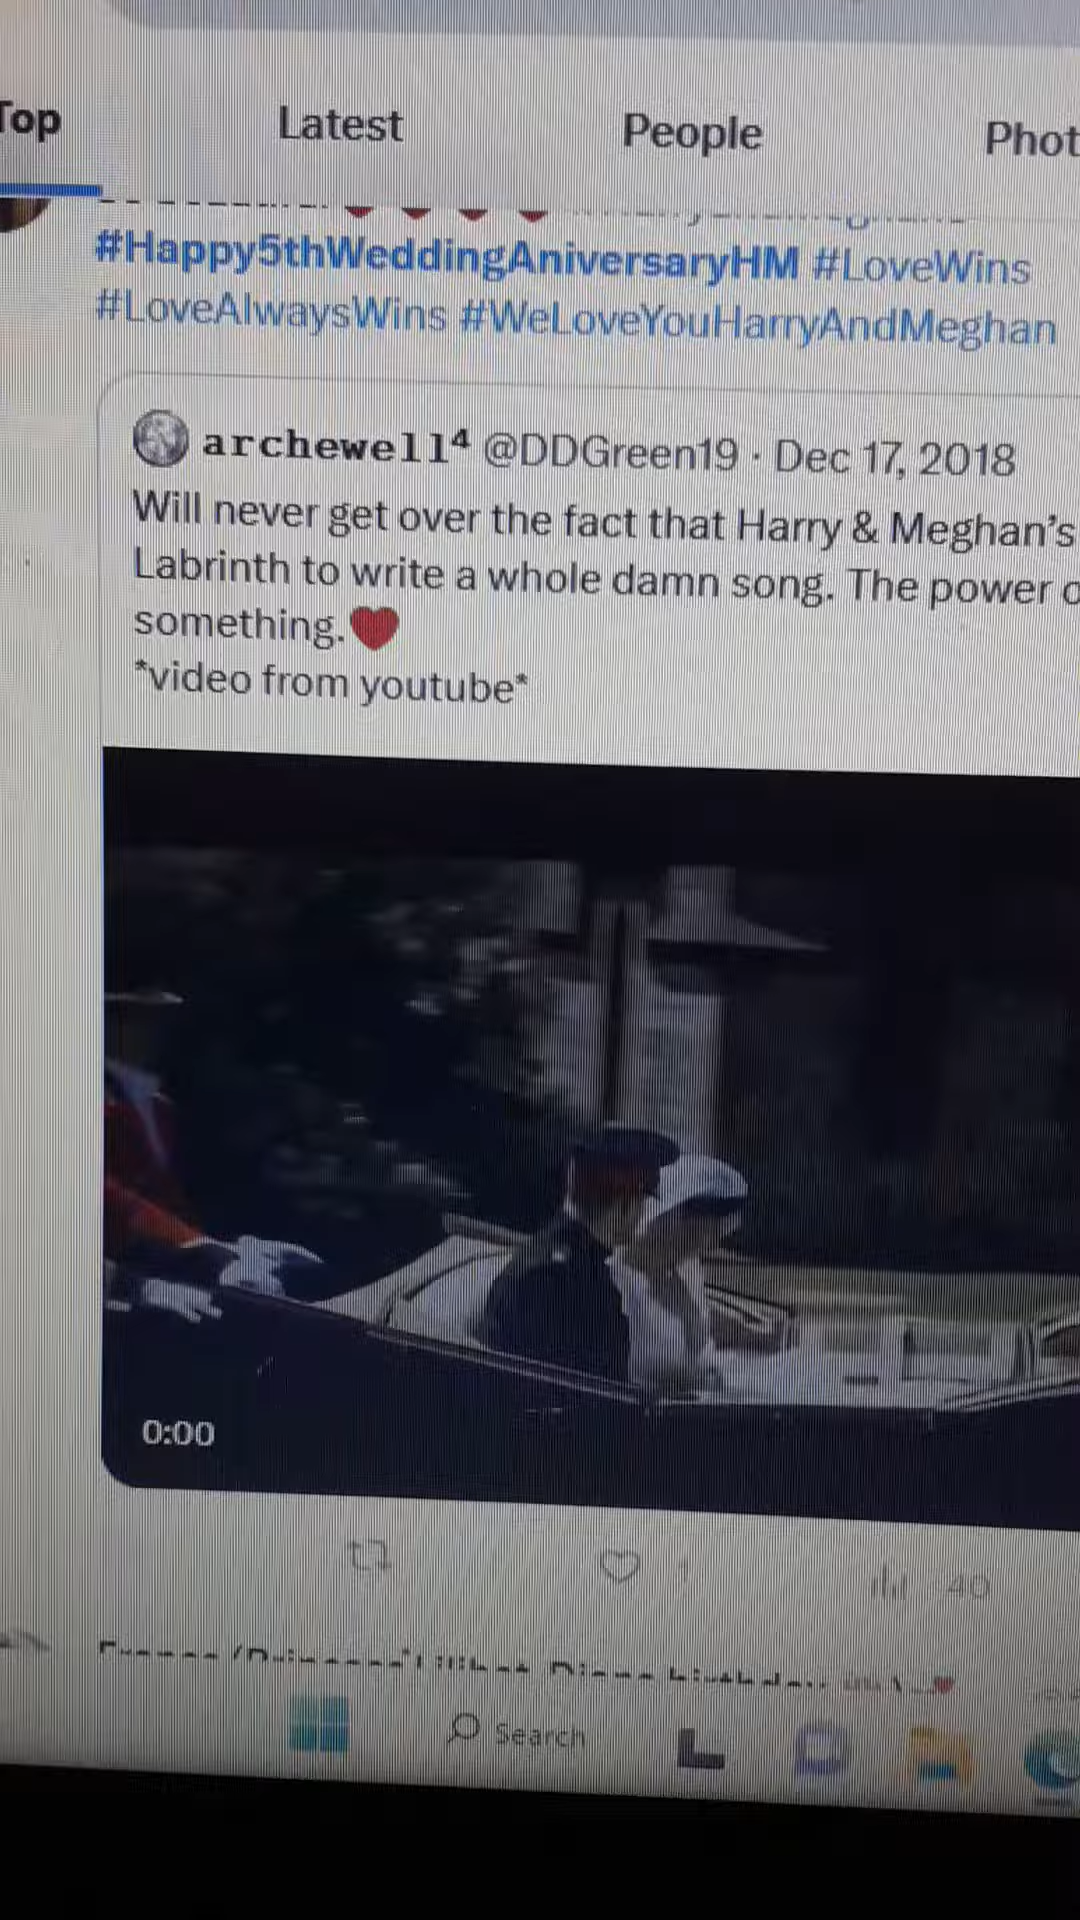 Top Latest People Phot
#Happy5thWeddingAniversaryHM #LoveWins
#LoveAlwaysWins #WeLoveYouHarryAndMeghan
archewell⁴ @DDGreen19 · Dec 17, 2018
Will never get over the fact that Harry & Meghan's
Labrinth to write a whole damn song. The power
something.❤️
*video from youtube*
0:00
1 40
Search